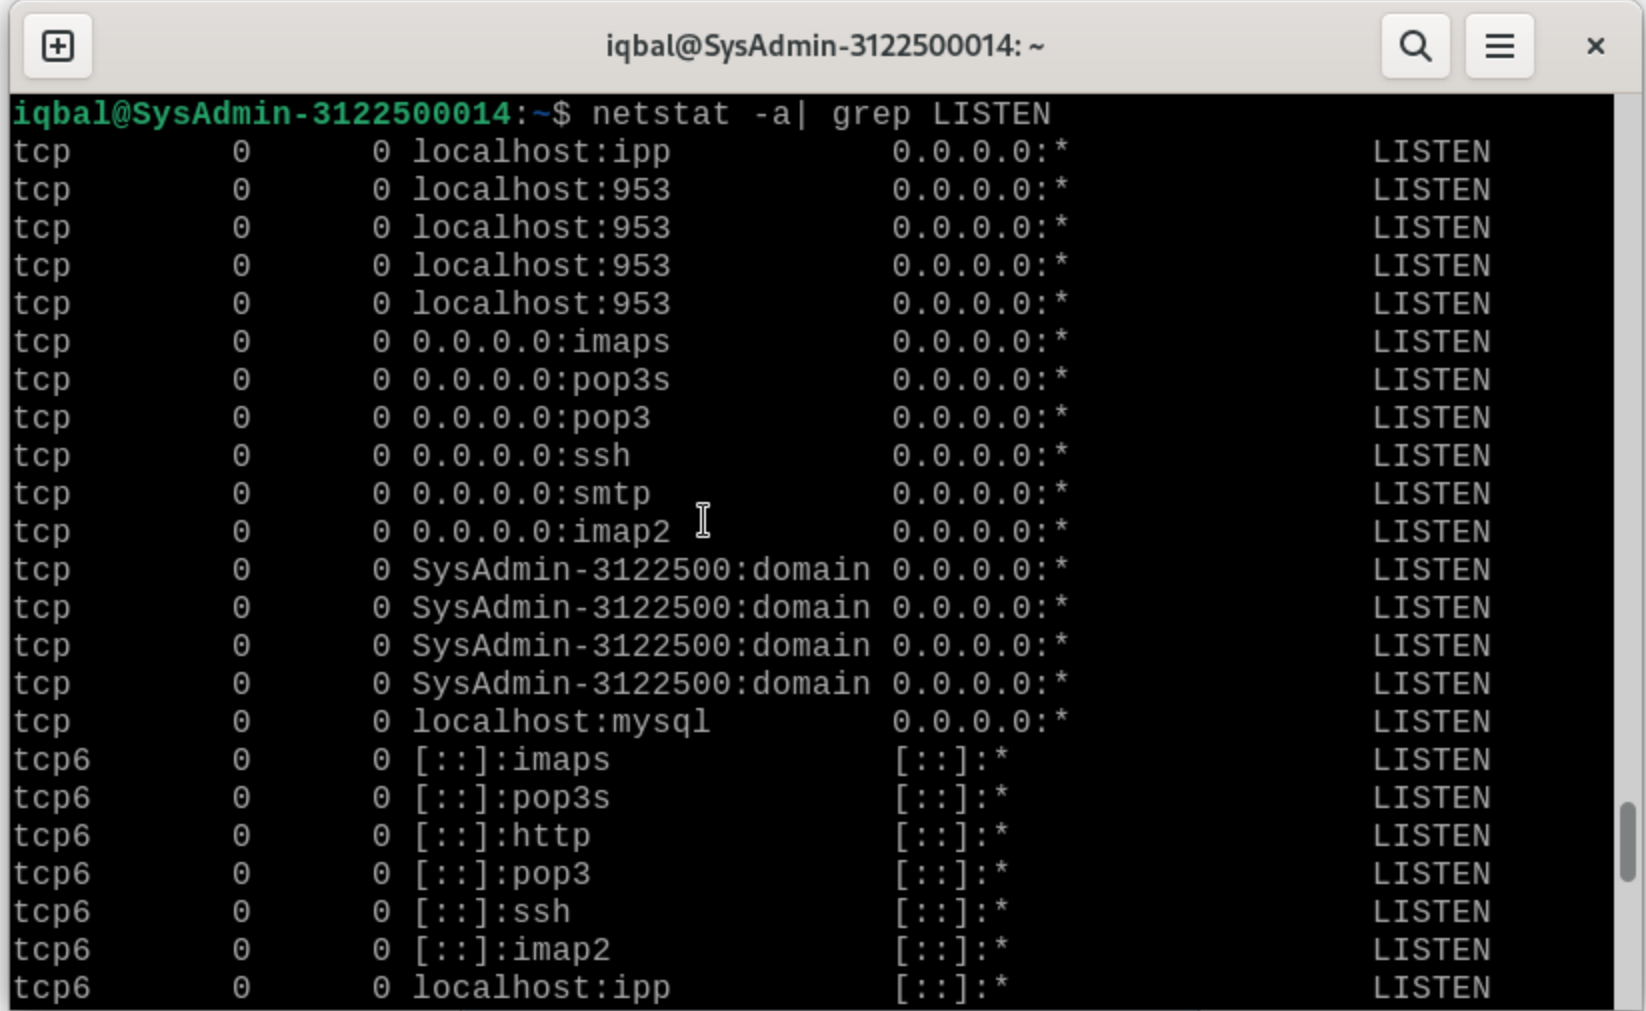 iqbal@SysAdmin-3122500014: ~
iqbal@SysAdmin-3122500014:~$ netstat -a| grep LISTEN
tcp        0      0 localhost:ipp           0.0.0.0:*               LISTEN
tcp        0      0 localhost:953           0.0.0.0:*               LISTEN
tcp        0      0 localhost:953           0.0.0.0:*               LISTEN
tcp        0      0 localhost:953           0.0.0.0:*               LISTEN
tcp        0      0 localhost:953           0.0.0.0:*               LISTEN
tcp        0      0 0.0.0.0:imaps           0.0.0.0:*               LISTEN
tcp        0      0 0.0.0.0:pop3s           0.0.0.0:*               LISTEN
tcp        0      0 0.0.0.0:pop3            0.0.0.0:*               LISTEN
tcp        0      0 0.0.0.0:ssh             0.0.0.0:*               LISTEN
tcp        0      0 0.0.0.0:smtp            0.0.0.0:*               LISTEN
tcp        0      0 0.0.0.0:imap2           0.0.0.0:*               LISTEN
tcp        0      0 SysAdmin-3122500:domain 0.0.0.0:*               LISTEN
tcp        0      0 SysAdmin-3122500:domain 0.0.0.0:*               LISTEN
tcp        0      0 SysAdmin-3122500:domain 0.0.0.0:*               LISTEN
tcp        0      0 SysAdmin-3122500:domain 0.0.0.0:*               LISTEN
tcp        0      0 localhost:mysql         0.0.0.0:*               LISTEN
tcp6       0      0 [::]:imaps              [::]:*                  LISTEN
tcp6       0      0 [::]:pop3s              [::]:*                  LISTEN
tcp6       0      0 [::]:http               [::]:*                  LISTEN
tcp6       0      0 [::]:pop3               [::]:*                  LISTEN
tcp6       0      0 [::]:ssh                [::]:*                  LISTEN
tcp6       0      0 [::]:imap2              [::]:*                  LISTEN
tcp6       0      0 localhost:ipp           [::]:*                  LISTEN